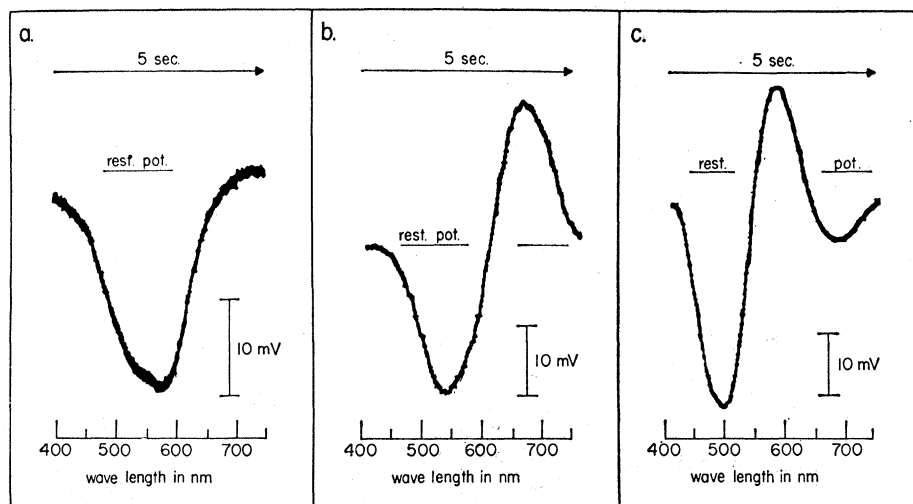 a.
5 sec.
rest. pot.
10 mV
400 500 600 700
wave length in nm
b.
5 sec.
rest. pot.
10 mV
400 500 600 700
wave length in nm
c.
5 sec.
rest. pot.
10 mV
400 500 600 700
wave length in nm